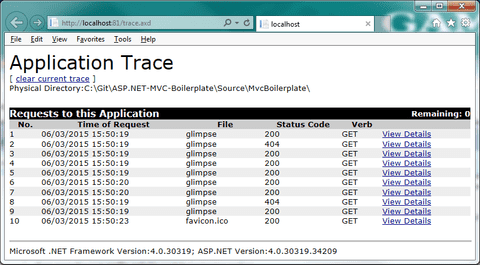 http://localhost:81/trace.axd
localhost
File Edit View Favorites Tools Help
Application Trace
[ clear current trace ]
Physical Directory:C:\Git\ASP.NET-MVC-Boilerplate\Source\MvcBoilerplate\
Requests to this Application Remaining: 0
No. Time of Request File Status Code Verb
1 06/03/2015 15:50:19 glimpse 200 GET View Details
2 06/03/2015 15:50:19 glimpse 404 GET View Details
3 06/03/2015 15:50:19 glimpse 200 GET View Details
4 06/03/2015 15:50:19 glimpse 200 GET View Details
5 06/03/2015 15:50:19 glimpse 200 GET View Details
6 06/03/2015 15:50:20 glimpse 200 GET View Details
7 06/03/2015 15:50:20 glimpse 200 GET View Details
8 06/03/2015 15:50:19 glimpse 404 GET View Details
9 06/03/2015 15:50:19 glimpse 200 GET View Details
10 06/03/2015 15:50:23 favicon.ico 200 GET View Details
Microsoft .NET Framework Version:4.0.30319; ASP.NET Version:4.0.30319.34209